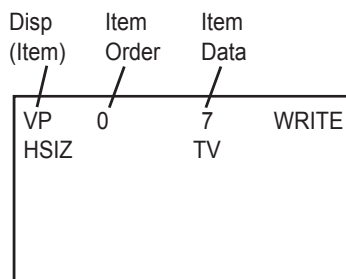 Disp Item Item
(Item) Order Data
VP 0 7 WRITE
HSIZ TV